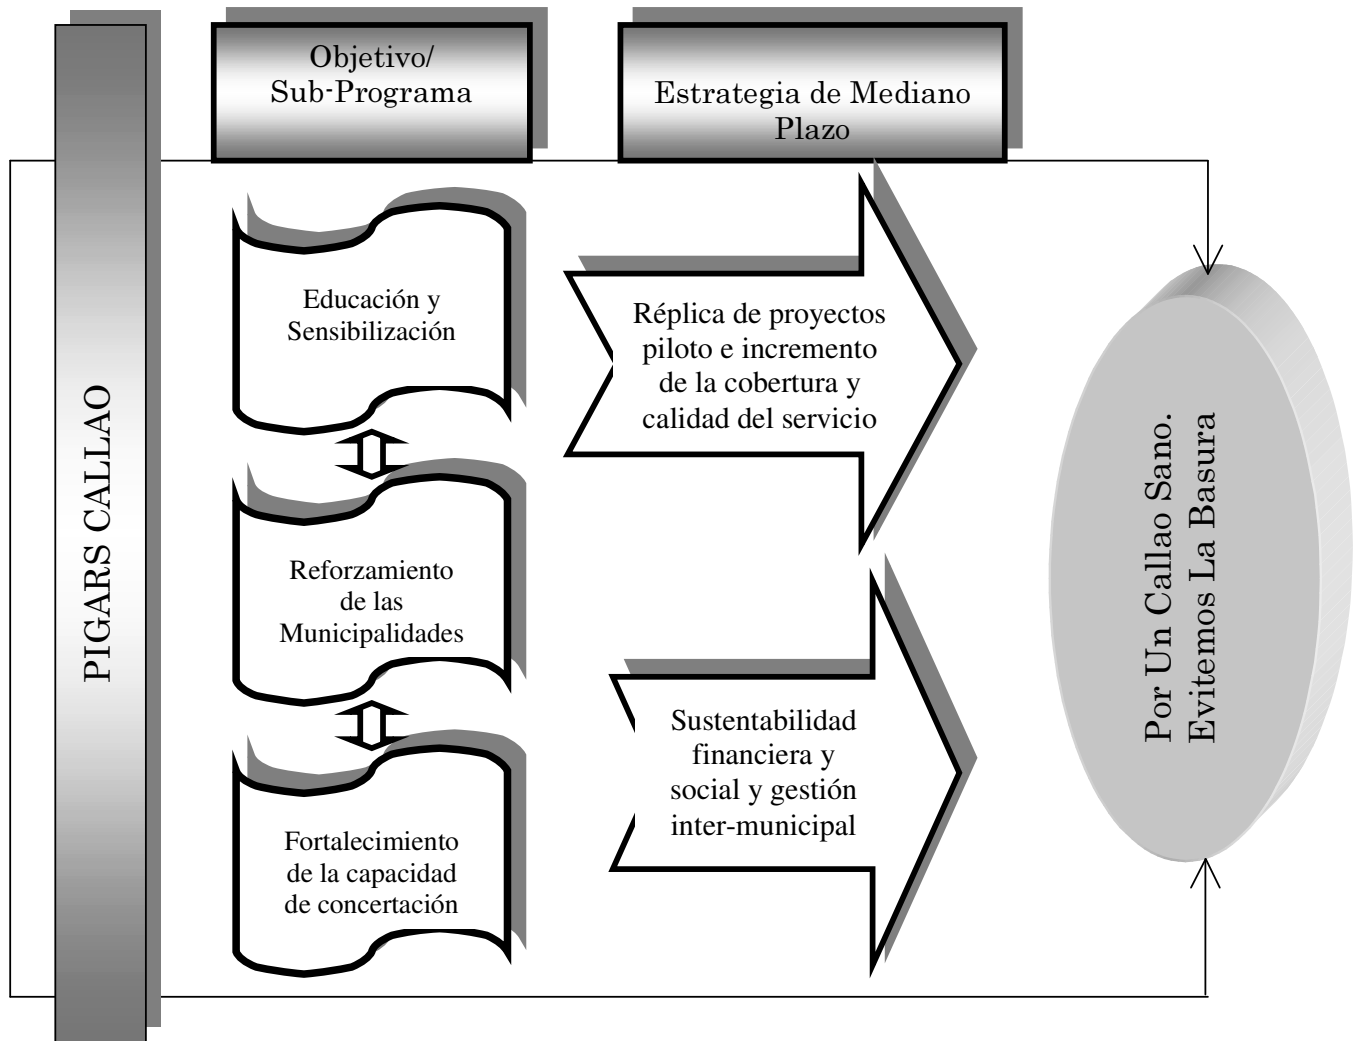 PIGARS CALLAO
Objetivo/
Sub-Programa
Estrategia de Mediano
Plazo
Educación y
Sensibilización
Reforzamiento
de las
Municipalidades
Fortalecimiento
de la capacidad
de concertación
Réplica de proyectos
piloto e incremento
de la cobertura y
calidad del servicio
Sustentabilidad
financiera y
social y gestión
inter-municipal
Por Un Callao Sano.
Evitemos La Basura